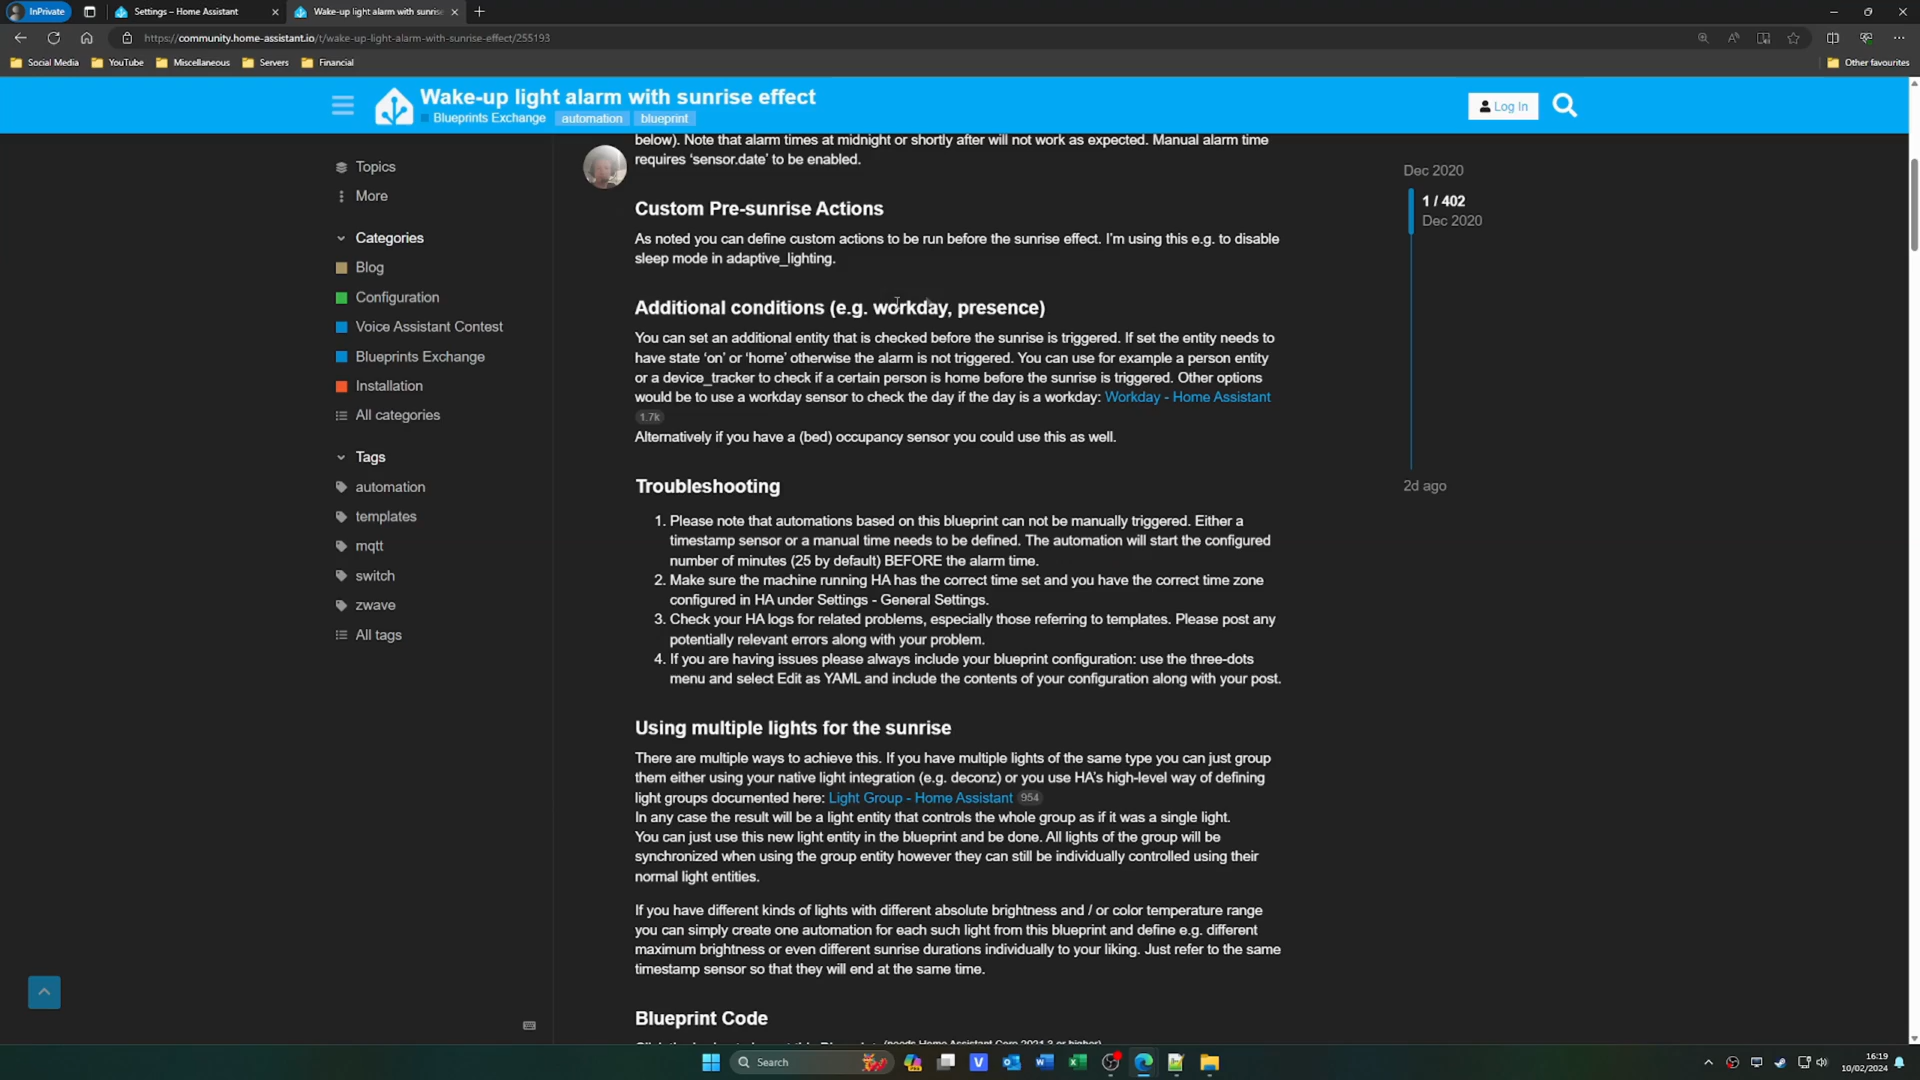 InPrivate
Settings – Home Assistant
Wake-up light alarm with sunrise
https://community.home-assistant.io/t/wake-up-light-alarm-with-sunrise-effect/255193
Social Media
YouTube
Miscellaneous
Servers
Financial
Other favourites
Wake-up light alarm with sunrise effect
Blueprints Exchange
automation
blueprint
Log In
below). Note that alarm times at midnight or shortly after will not work as expected. Manual alarm time
requires ‘sensor.date’ to be enabled.
Topics
More
Categories
Blog
Configuration
Voice Assistant Contest
Blueprints Exchange
Installation
All categories
Tags
automation
templates
mqtt
switch
zwave
All tags
Custom Pre-sunrise Actions
As noted you can define custom actions to be run before the sunrise effect. I’m using this e.g. to disable
sleep mode in adaptive_lighting.
Additional conditions (e.g. workday, presence)
You can set an additional entity that is checked before the sunrise is triggered. If set the entity needs to
have state ‘on’ or ‘home’ otherwise the alarm is not triggered. You can use for example a person entity
or a device_tracker to check if a certain person is home before the sunrise is triggered. Other options
would be to use a workday sensor to check the day if the day is a workday: Workday - Home Assistant
1.7k
Alternatively if you have a (bed) occupancy sensor you could use this as well.
Troubleshooting
1. Please note that automations based on this blueprint can not be manually triggered. Either a
timestamp sensor or a manual time needs to be defined. The automation will start the configured
number of minutes (25 by default) BEFORE the alarm time.
2. Make sure the machine running HA has the correct time set and you have the correct time zone
configured in HA under Settings - General Settings.
3. Check your HA logs for related problems, especially those referring to templates. Please post any
potentially relevant errors along with your problem.
4. If you are having issues please always include your blueprint configuration: use the three-dots
menu and select Edit as YAML and include the contents of your configuration along with your post.
Using multiple lights for the sunrise
There are multiple ways to achieve this. If you have multiple lights of the same type you can just group
them either using your native light integration (e.g. deconz) or you use HA’s high-level way of defining
light groups documented here: Light Group - Home Assistant 954
In any case the result will be a light entity that controls the whole group as if it was a single light.
You can just use this new light entity in the blueprint and be done. All lights of the group will be
synchronized when using the group entity however they can still be individually controlled using their
normal light entities.
If you have different kinds of lights with different absolute brightness and / or color temperature range
you can simply create one automation for each such light from this blueprint and define e.g. different
maximum brightness or even different sunrise durations individually to your liking. Just refer to the same
timestamp sensor so that they will end at the same time.
Blueprint Code
(needs Home Assistant Core 2021.3 or higher)
Dec 2020
1 / 402
Dec 2020
2d ago
Search
16:19
10/02/2024